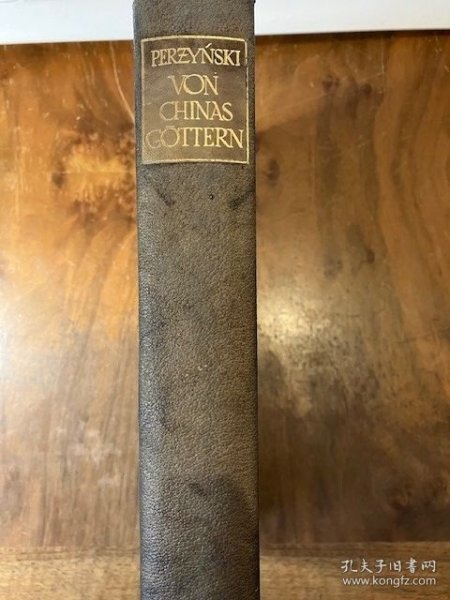 PERZYŃSKI
VON
CHINAS
GÖTTERN
孔夫子旧书网
www.kongfz.com